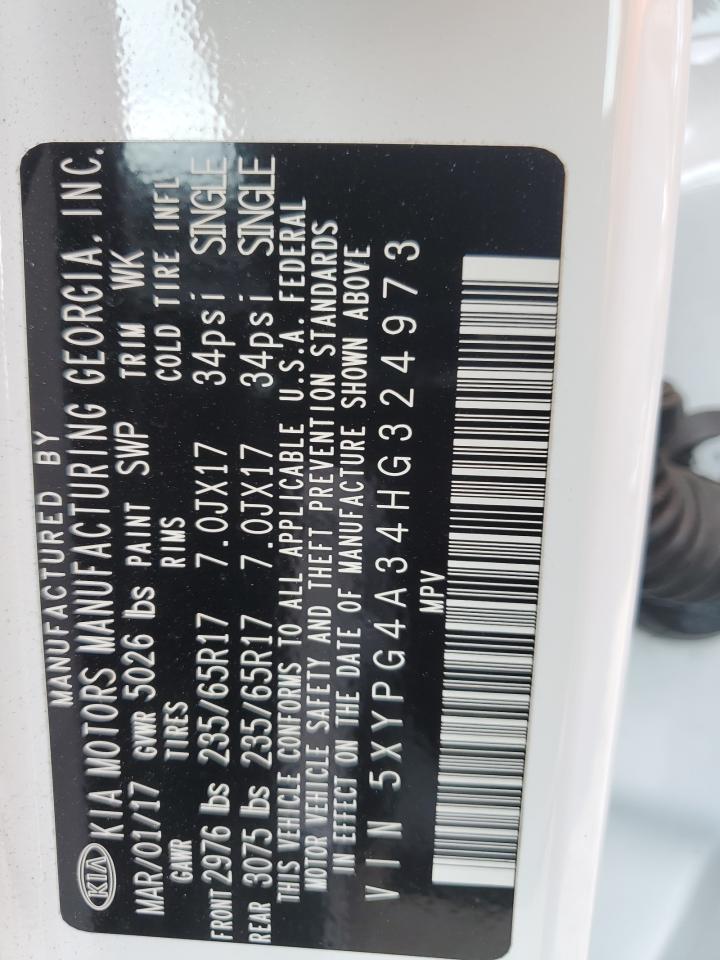 MANUFACTURED BY
KIA KIA MOTORS MANUFACTURING GEORGIA, INC.
MAR/01/17 GVWR 5026 lbs PAINT SWP TRIM WK
GAWR TIRES RIMS COLD TIRE INFL
FRONT 2976 lbs 235/65R17 7.0JX17 34psi SINGLE
REAR 3075 lbs 235/65R17 7.0JX17 34psi SINGLE
THIS VEHICLE CONFORMS TO ALL APPLICABLE U.S.A. FEDERAL
MOTOR VEHICLE SAFETY AND THEFT PREVENTION STANDARDS
IN EFFECT ON THE DATE OF MANUFACTURE SHOWN ABOVE
VIN 5XYPG4A34HG324973
MPV